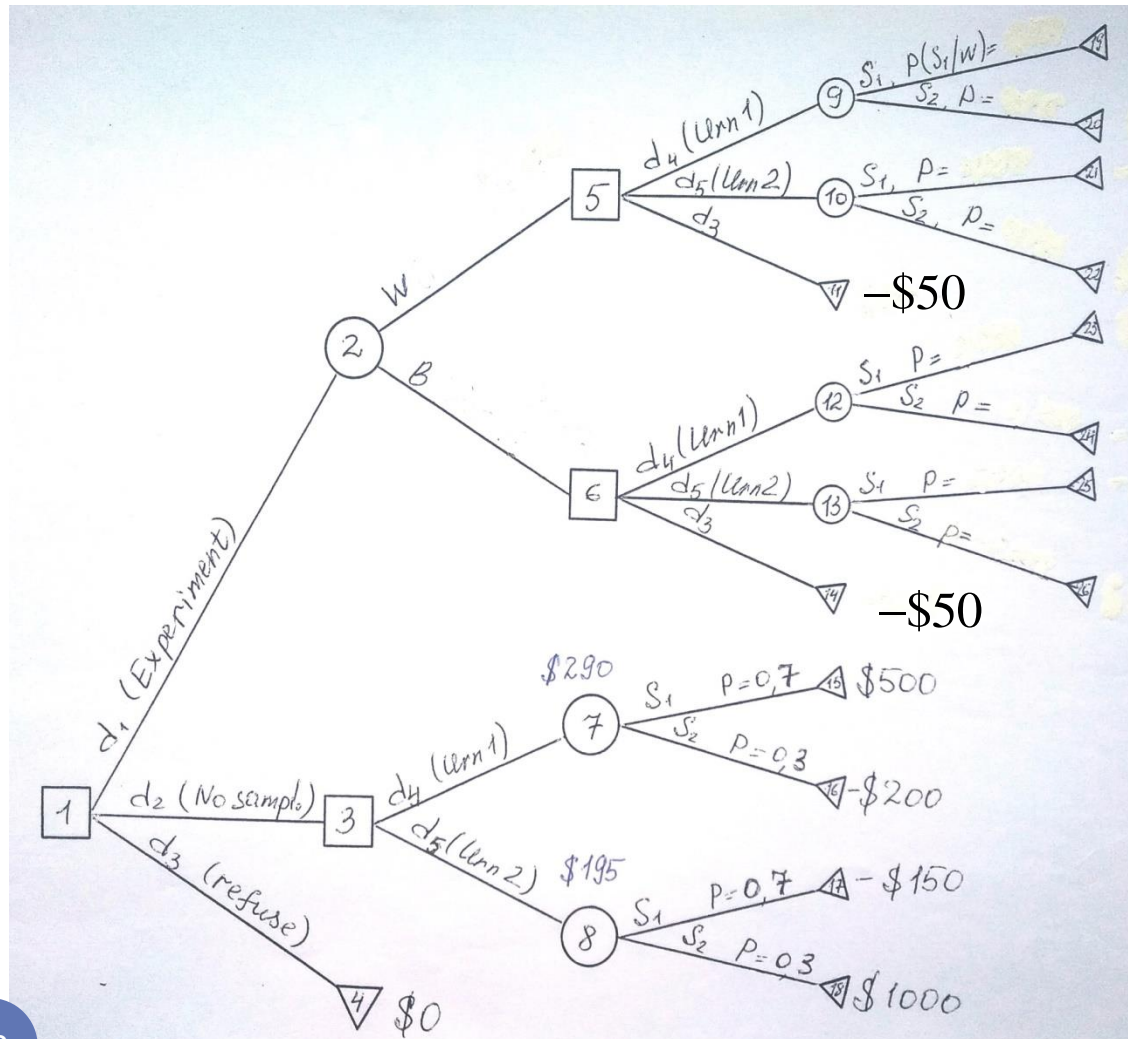 19
S1, P(S1/W)=
9
S2, P=
20
d4 (Urn1)
21
S1, P=
d5 (Urn2)
5
10
S2, P=
d3
22
11
–$50
W
23
2
S1 P=
B
12
S2 P=
d4 (Urn1)
24
S1 P=
25
d5 (Urn2)
6
13
d3
S2 P=
26
14
–$50
d1 (Experiment)
$290
P=0,7
15
$500
S1
7
S2
d4 (Urn1)
P=0,3
16
-$200
d2 (No sampl.)
1
3
d5 (Urn2)
$195
P=0,7
17
- $150
d3 (refuse)
S1
8
S2
P=0,3
18
$1000
4
$0